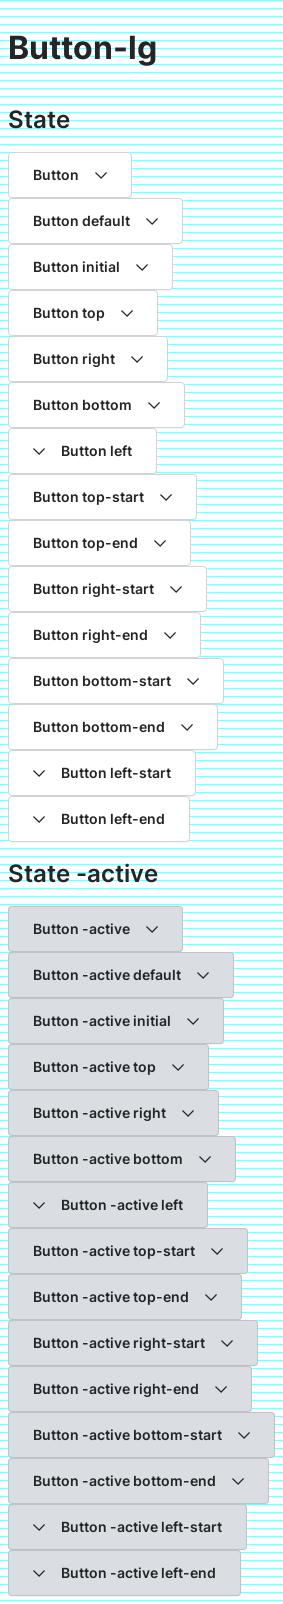 Button-lg
State
Button
Button default
Button initial
Button top
Button right
Button bottom
Button left
Button top-start
Button top-end
Button right-start
Button right-end
Button bottom-start
Button bottom-end
Button left-start
Button left-end
State -active
Button -active
Button -active default
Button -active initial
Button -active top
Button -active right
Button -active bottom
Button -active left
Button -active top-start
Button -active top-end
Button -active right-start
Button -active right-end
Button -active bottom-start
Button -active bottom-end
Button -active left-start
Button -active left-end